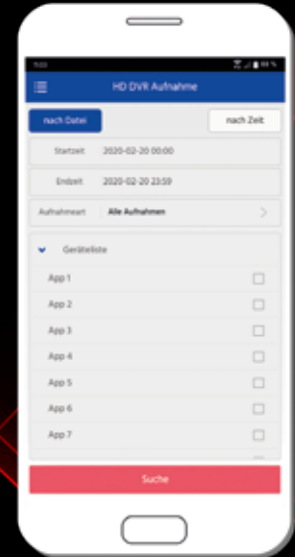 11:03
HD DVR Aufnahme
nach Datei
nach Zeit
Startzeit 2020-02-20 00:00
Endzeit 2020-02-20 23:59
Aufnahmeart Alle Aufnahmen
Geräteliste
App 1
App 2
App 3
App 4
App 5
App 6
App 7
Suche